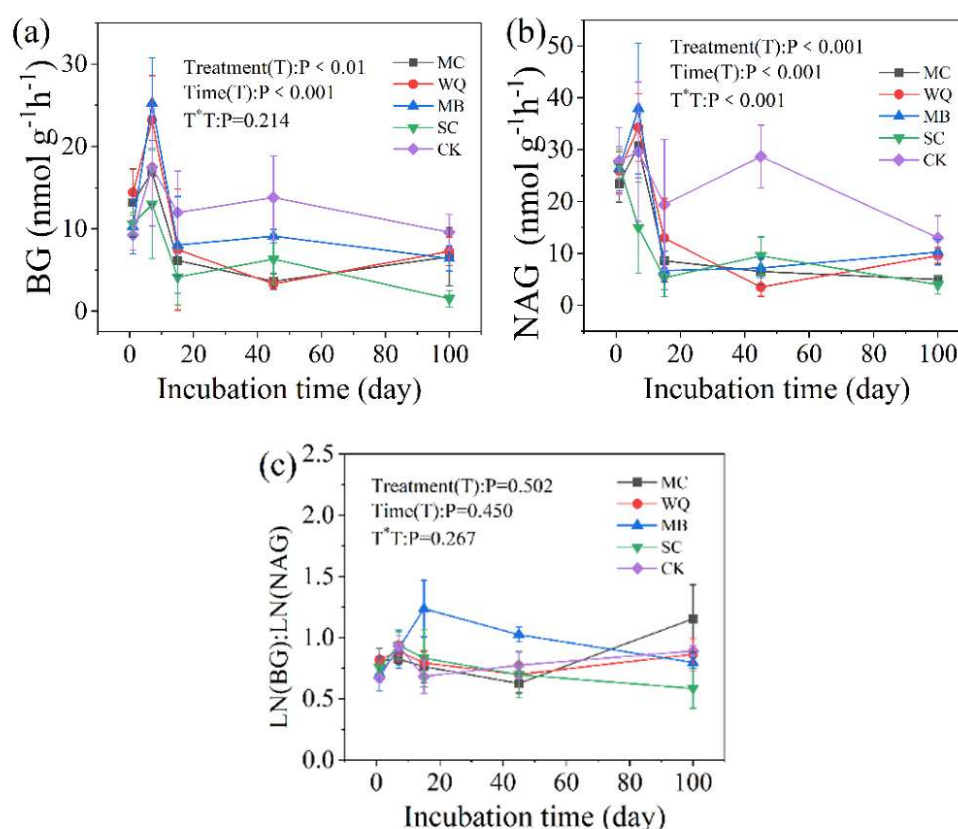 (a)
Treatment(T):P < 0.01
Time(T):P < 0.001
T*T:P=0.214
MC
WQ
MB
SC
CK
BG (nmol g⁻¹h⁻¹)
30
20
10
0
0 20 40 60 80 100
Incubation time (day)
(b)
Treatment(T):P < 0.001
Time(T):P < 0.001
T*T:P < 0.001
MC
WQ
MB
SC
CK
NAG (nmol g⁻¹h⁻¹)
50
40
30
20
10
0
0 20 40 60 80 100
Incubation time (day)
(c)
Treatment(T):P=0.502
Time(T):P=0.450
T*T:P=0.267
MC
WQ
MB
SC
CK
LN(BG):LN(NAG)
2.5
2.0
1.5
1.0
0.5
0.0
0 20 40 60 80 100
Incubation time (day)